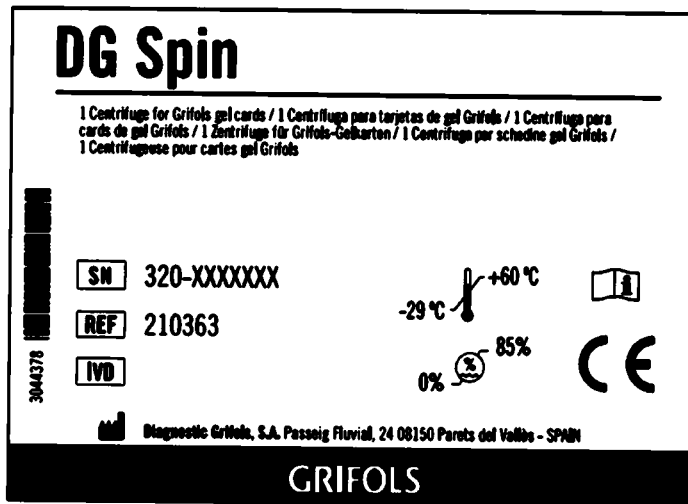 DG Spin
1 Centrifuge for Grifols gel cards / 1 Centrífuga para tarjetas de gel Grifols / 1 Centrífuga para
cards de gel Grifols / 1 Zentrifuge für Grifols-Gelkarten / 1 Centrifuga per schedine gel Grifols /
1 Centrifugeuse pour cartes gel Grifols
SN 320-XXXXXXX
REF 210363
IVD
+60 °C
-29 °C
85%
%
0%
i
CE
3044378
Diagnostic Grifols, S.A. Passeig Fluvial, 24 08150 Parets del Vallès - SPAIN
GRIFOLS